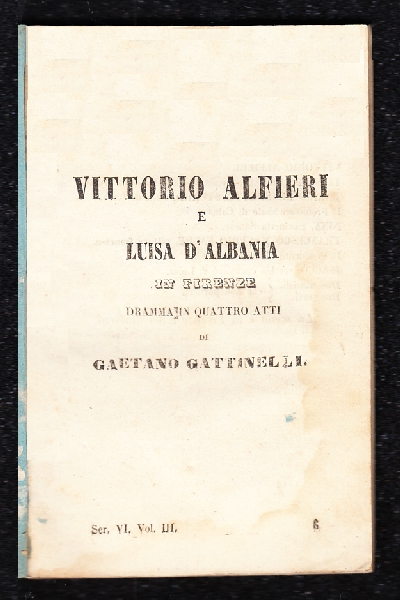 VITTORIO ALFIERI
E
LUISA D'ALBANIA
IN FIRENZE
DRAMMA IN QUATTRO ATTI
DI
GAETANO GATTINELLI.
Ser. VI. Vol. III. 6